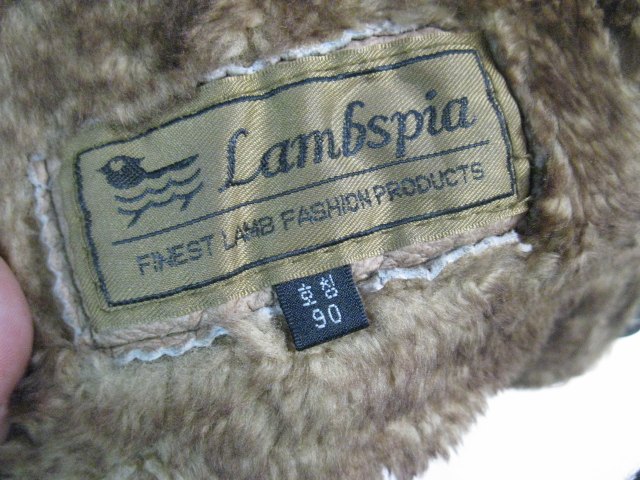 Lambspia
FINEST LAMB FASHION PRODUCTS
호칭
90